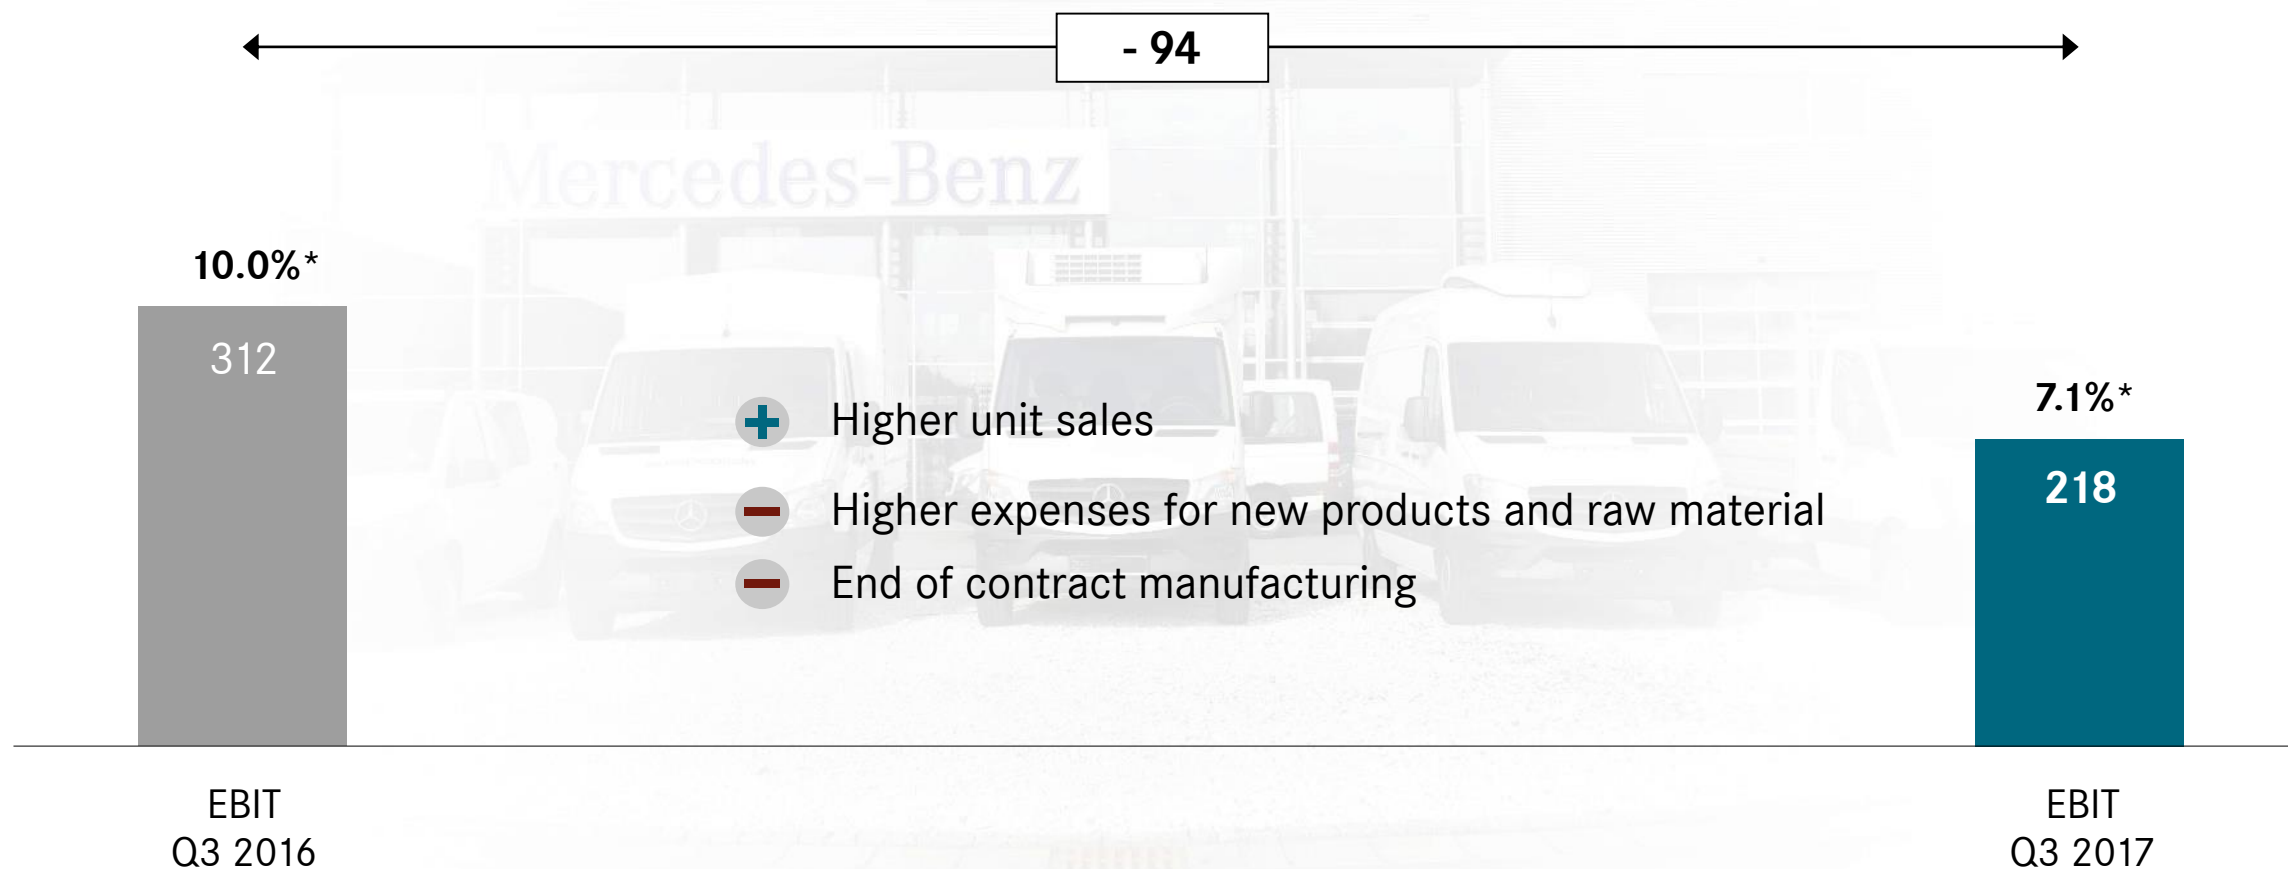 - 94
Mercedes-Benz
10.0%*
312
7.1%*
218
+ Higher unit sales
− Higher expenses for new products and raw material
− End of contract manufacturing
EBIT
Q3 2016
EBIT
Q3 2017